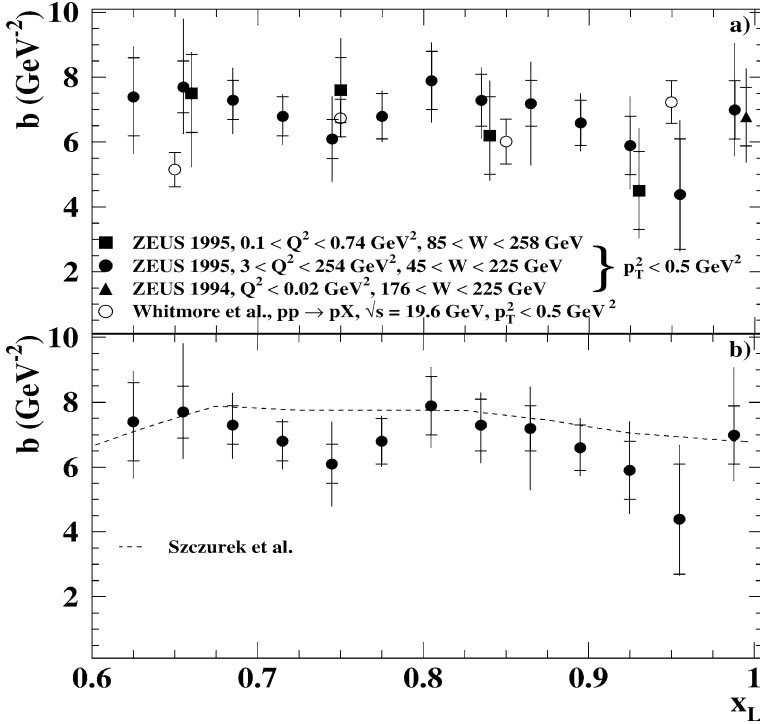 b (GeV⁻²)
10
8
6
4
2
a)
■ ZEUS 1995, 0.1 < Q² < 0.74 GeV², 85 < W < 258 GeV
● ZEUS 1995, 3 < Q² < 254 GeV², 45 < W < 225 GeV
▲ ZEUS 1994, Q² < 0.02 GeV², 176 < W < 225 GeV
} p_T² < 0.5 GeV²
○ Whitmore et al., pp → pX, √s = 19.6 GeV, p_T² < 0.5 GeV²
b (GeV⁻²)
10
8
6
4
2
b)
Szczurek et al.
0.6 0.7 0.8 0.9 1
x_L